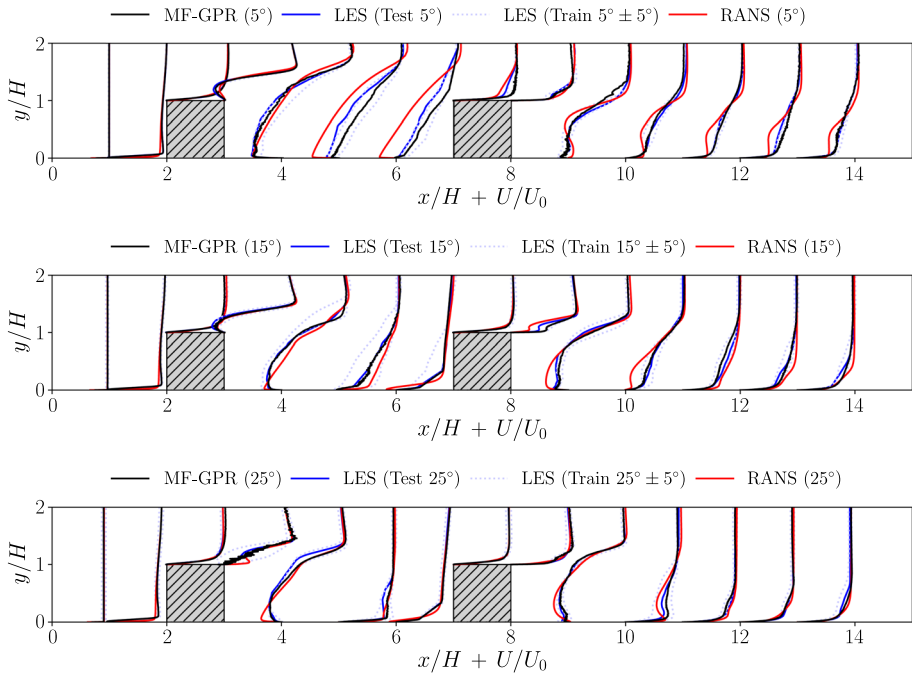 MF-GPR (5°) LES (Test 5°) LES (Train 5° ± 5°) RANS (5°)
2
1
0
y/H
0 2 4 6 8 10 12 14
x/H + U/U₀
MF-GPR (15°) LES (Test 15°) LES (Train 15° ± 5°) RANS (15°)
2
1
0
y/H
0 2 4 6 8 10 12 14
x/H + U/U₀
MF-GPR (25°) LES (Test 25°) LES (Train 25° ± 5°) RANS (25°)
2
1
0
y/H
0 2 4 6 8 10 12 14
x/H + U/U₀